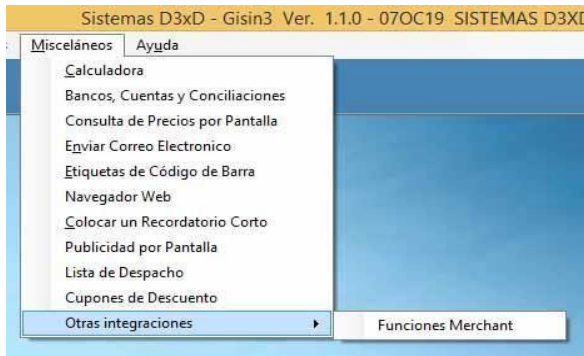 Sistemas D3xD - Gisin3 Ver. 1.1.0 - 07OC19 SISTEMAS D3XD
Misceláneos Ayuda
Calculadora
Bancos, Cuentas y Conciliaciones
Consulta de Precios por Pantalla
Enviar Correo Electronico
Etiquetas de Código de Barra
Navegador Web
Colocar un Recordatorio Corto
Publicidad por Pantalla
Lista de Despacho
Cupones de Descuento
Otras integraciones
Funciones Merchant